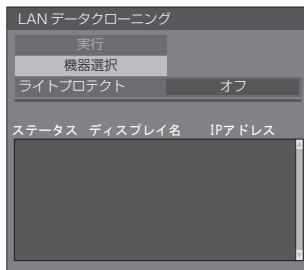 LAN データクローニング
実行
機器選択
ライトプロテクト オフ
ステータス ディスプレイ名 IPアドレス